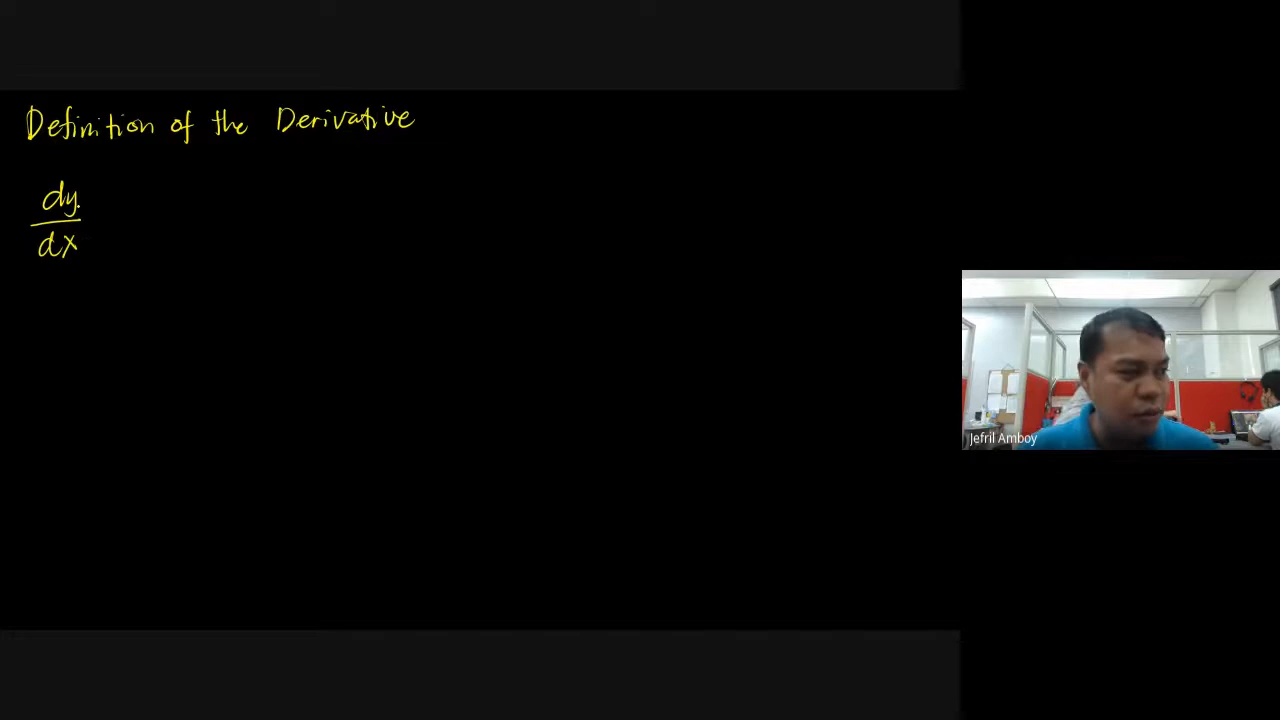 Definition of the Derivative
dy
dx
Jefril Amboy